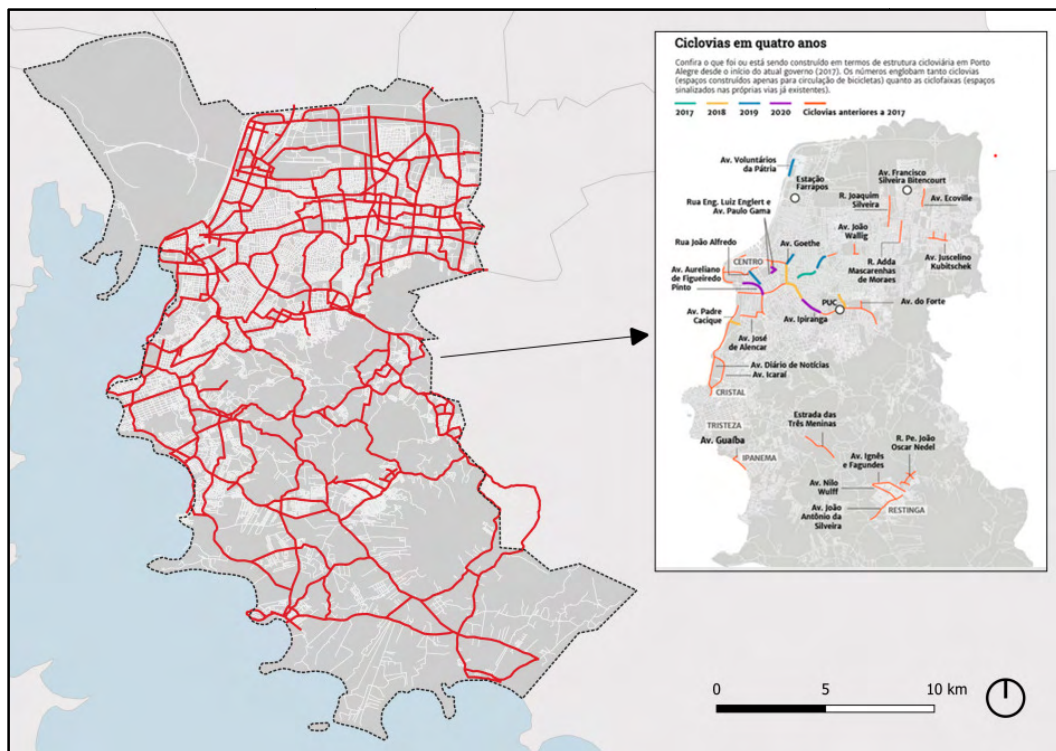 Ciclovias em quatro anos
Confira o que foi ou está sendo construído em termos de estrutura cicloviária em Porto
Alegre desde o início do atual governo (2017). Os números englobam tanto ciclovias
(espaços construídos apenas para circulação de bicicletas) quanto as ciclofaixas (espaços
sinalizados nas próprias vias já existentes).
2017 2018 2019 2020 Ciclovias anteriores a 2017
Av. Voluntários
da Pátria
Estação
Farrapos
Av. Francisco
Silveira Bitencourt
R. Joaquim
Silveira
Av. Ecoville
Rua Eng. Luiz Englert e
Av. Paulo Gama
Av. João
Wallig
Rua João Alfredo
Av. Goethe
CENTRO
R. Adda
Mascarenhas
de Moraes
Av. Juscelino
Kubitschek
Av. Aureliano
de Figueiredo
Pinto
PUC
Av. do Forte
Av. Padre
Cacique
Av. Ipiranga
Av. José
de Alencar
Av. Diário de Notícias
Av. Icaraí
CRISTAL
TRISTEZA
Estrada das
Três Meninas
Av. Guaíba
IPANEMA
R. Pe. João
Oscar Nedel
Av. Ignês
e Fagundes
Av. Nilo
Wulff
Av. João
Antônio da
Silveira
RESTINGA
0 5 10 km